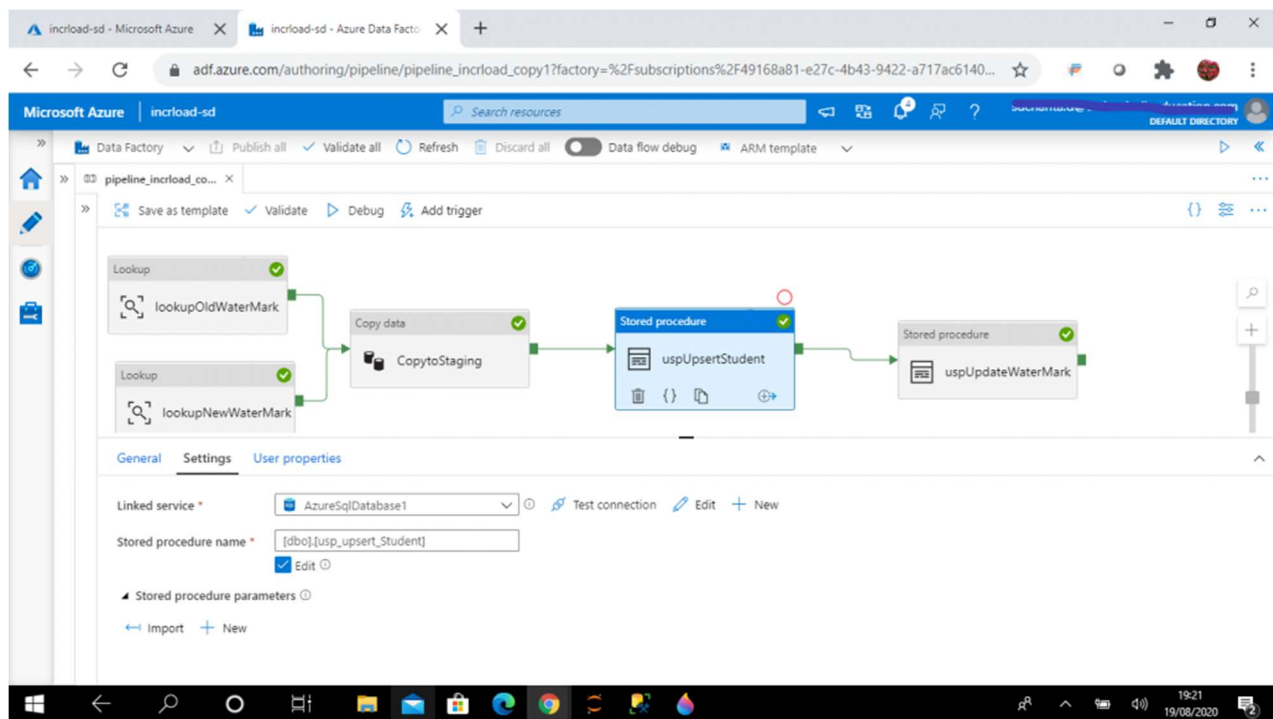 incrload-sd - Microsoft Azure
incrload-sd - Azure Data Facto
adf.azure.com/authoring/pipeline/pipeline_incrload_copy1?factory=%2Fsubscriptions%2F49168a81-e27c-4b43-9422-a717ac6140...
Microsoft Azure incrload-sd Search resources 4 ?
DEFAULT DIRECTORY
Data Factory Publish all Validate all Refresh Discard all Data flow debug ARM template
pipeline_incrload_co...
Save as template Validate Debug Add trigger {}
Lookup
lookupOldWaterMark
Lookup
lookupNewWaterMark
Copy data
CopytoStaging
Stored procedure
uspUpsertStudent
{}
Stored procedure
uspUpdateWaterMark
General Settings User properties
Linked service * AzureSqlDatabase1 Test connection Edit New
Stored procedure name * [dbo].[usp_upsert_Student]
Edit
Stored procedure parameters
Import New
19:21
19/08/2020
2